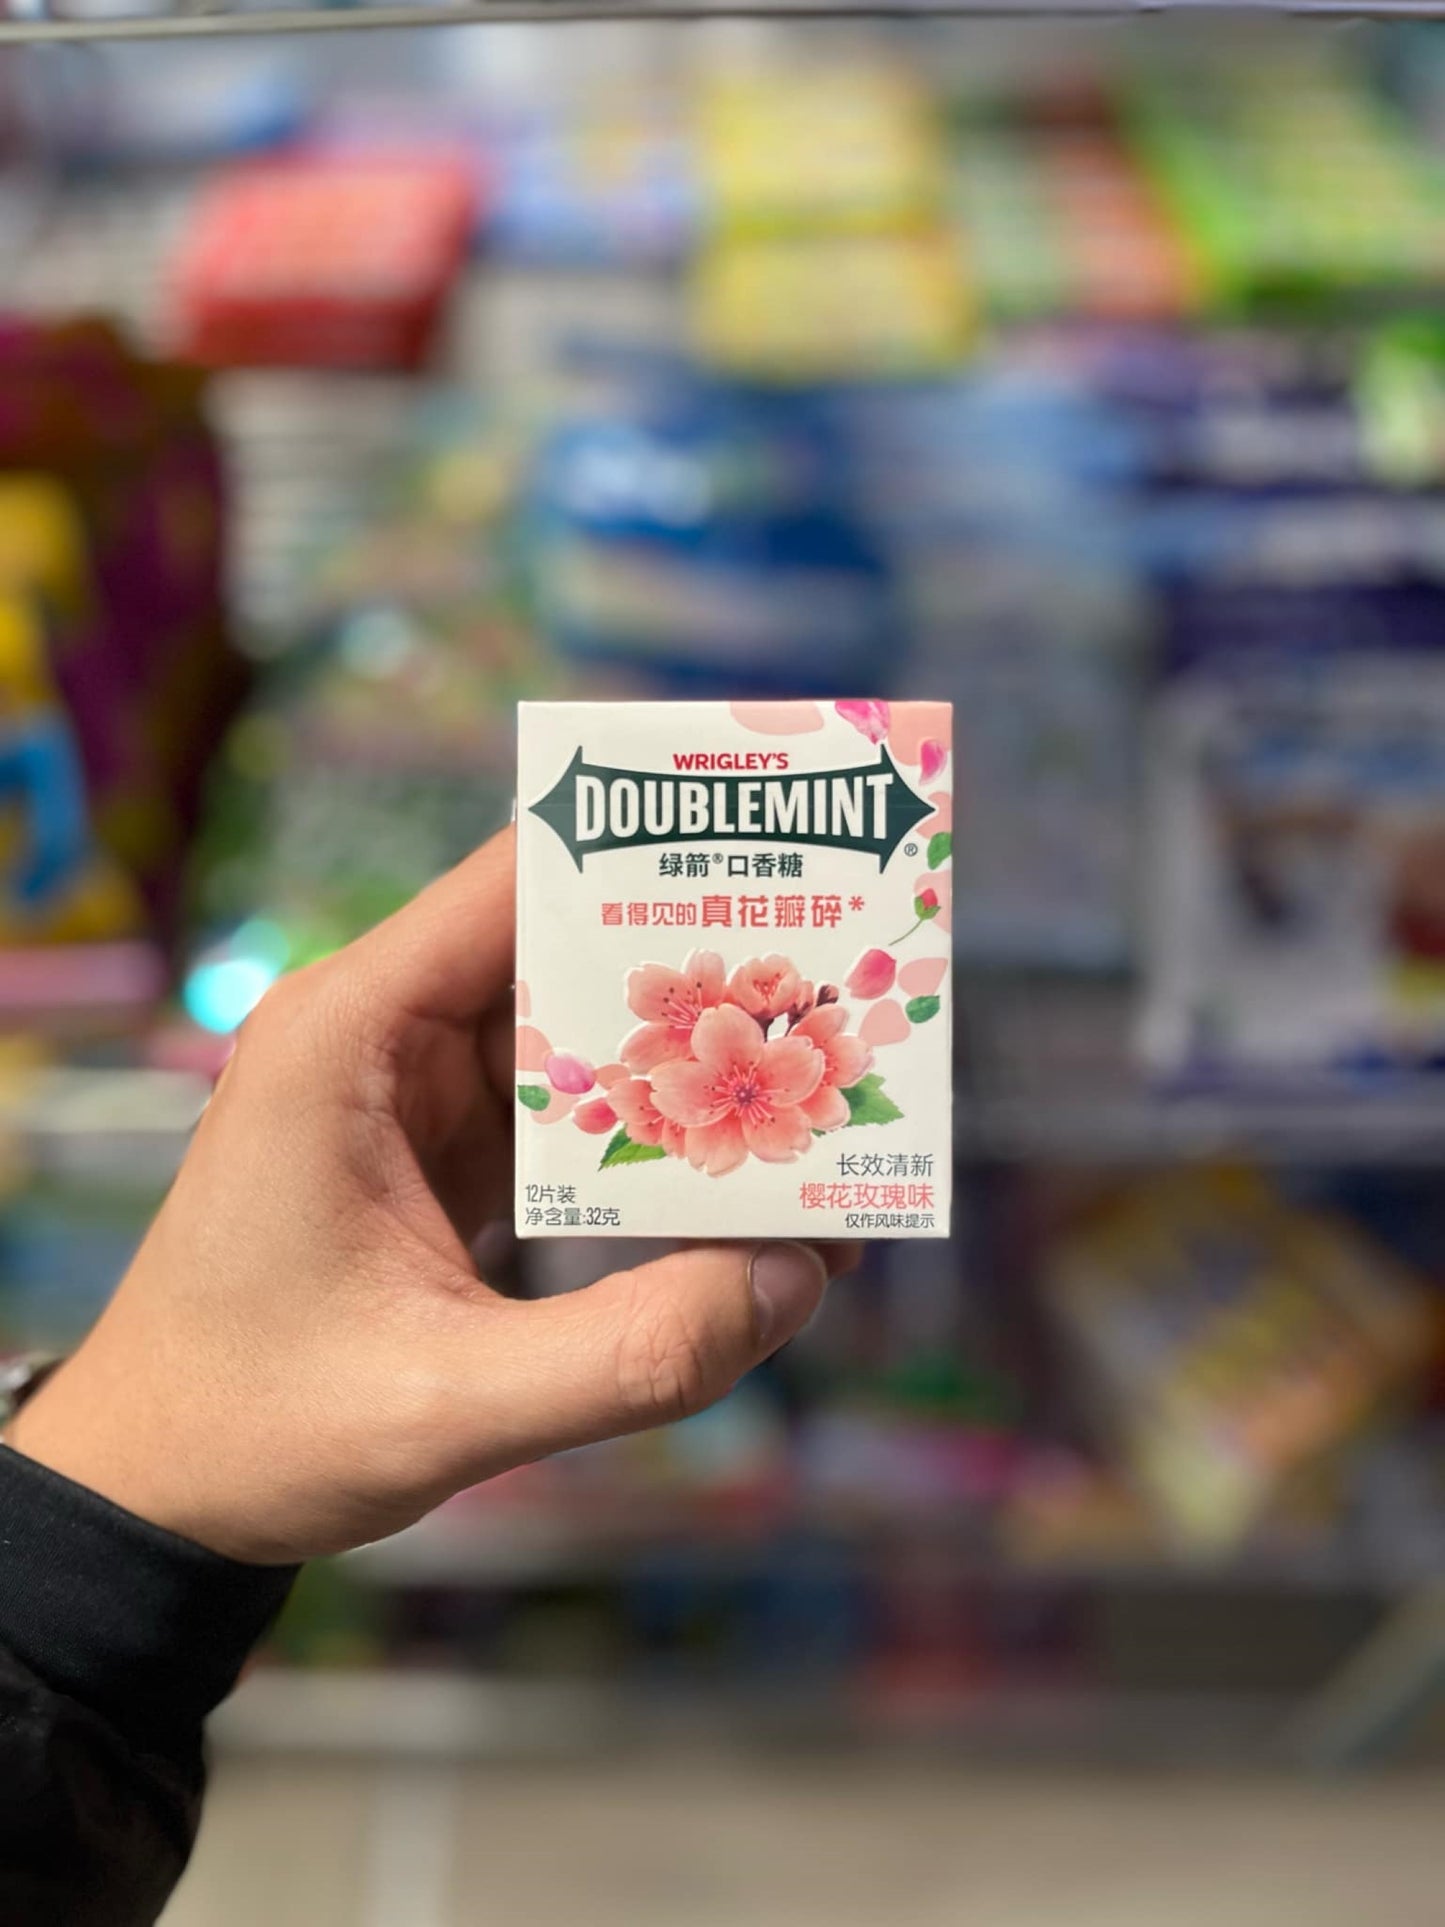 WRIGLEY'S
DOUBLEMINT
®
绿箭®口香糖
看得见的真花瓣碎*
长效清新
樱花玫瑰味
仅作风味提示
12片装
净含量:32克